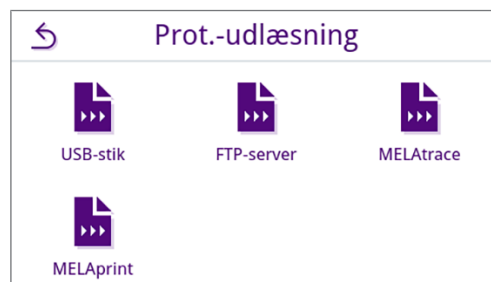 Prot.-udlæsning
USB-stik
FTP-server
MELAtrace
MELAprint